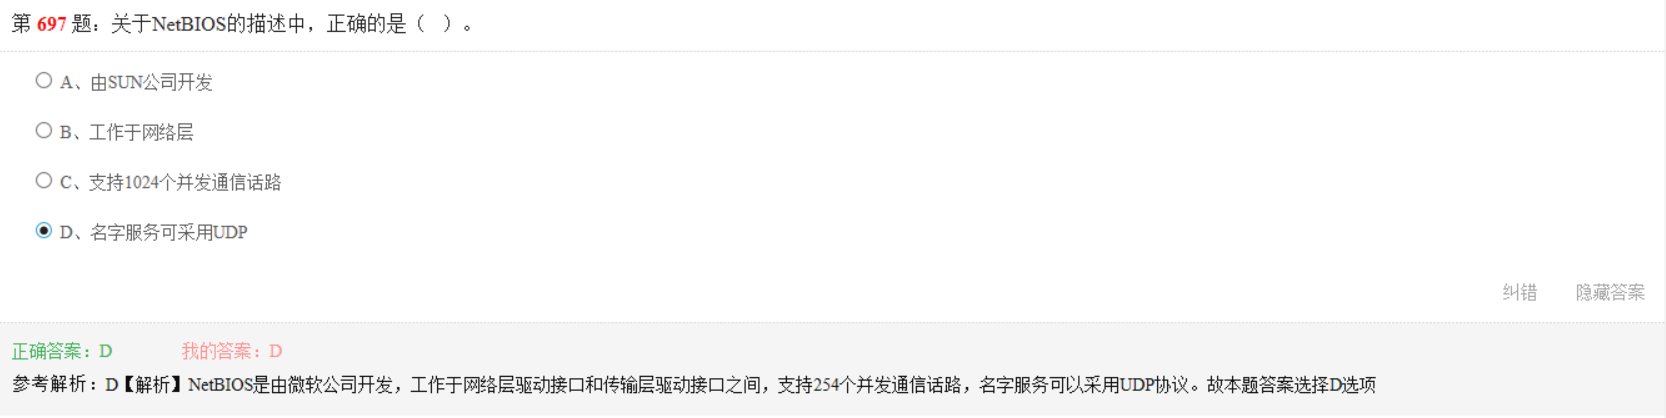 第 697 题：关于NetBIOS的描述中，正确的是（ ）。
A、由SUN公司开发
B、工作于网络层
C、支持1024个并发通信话路
D、名字服务可采用UDP
纠错 隐藏答案
正确答案：D 我的答案：D
参考解析：D【解析】NetBIOS是由微软公司开发，工作于网络层驱动接口和传输层驱动接口之间，支持254个并发通信话路，名字服务可以采用UDP协议。故本题答案选择D选项